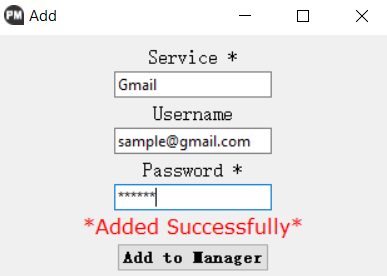 PM Add
Service *
Gmail
Username
sample@gmail.com
Password *
******
*Added Successfully*
Add to Manager